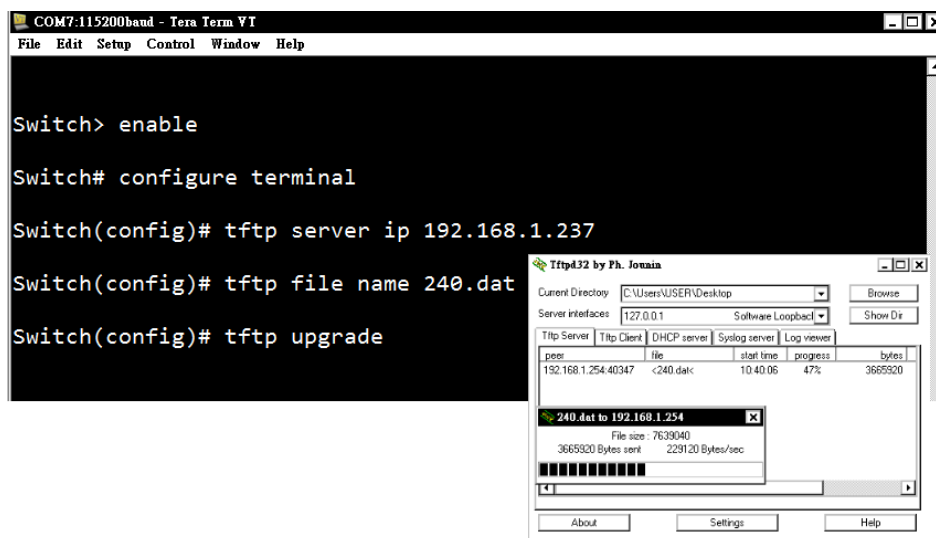 COM7:115200baud - Tera Term VT
File Edit Setup Control Window Help
Switch> enable
Switch# configure terminal
Switch(config)# tftp server ip 192.168.1.237
Switch(config)# tftp file name 240.dat
Switch(config)# tftp upgrade
Tftpd32 by Ph. Jounin
Current Directory C:\Users\USER\Desktop Browse
Server interfaces 127.0.0.1 Software Loopbacl Show Dir
Tftp Server Tftp Client DHCP server Syslog server Log viewer
peer file start time progress bytes
192.168.1.254:40347 <240.dat< 10:40:06 47% 3665920
240.dat to 192.168.1.254
File size : 7639040
3665920 Bytes sent 229120 Bytes/sec
About Settings Help